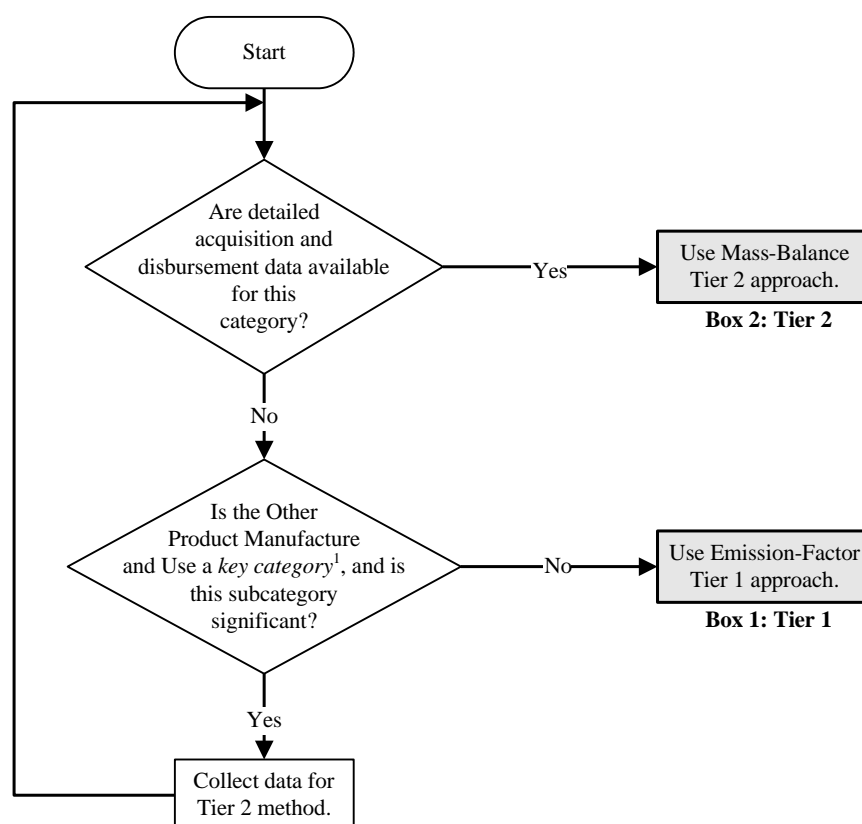 Start
Are detailed
acquisition and
disbursement data available
for this
category?
Yes
Use Mass-Balance
Tier 2 approach.
Box 2: Tier 2
No
Is the Other
Product Manufacture
and Use a key category¹, and is
this subcategory
significant?
No
Use Emission-Factor
Tier 1 approach.
Box 1: Tier 1
Yes
Collect data for
Tier 2 method.